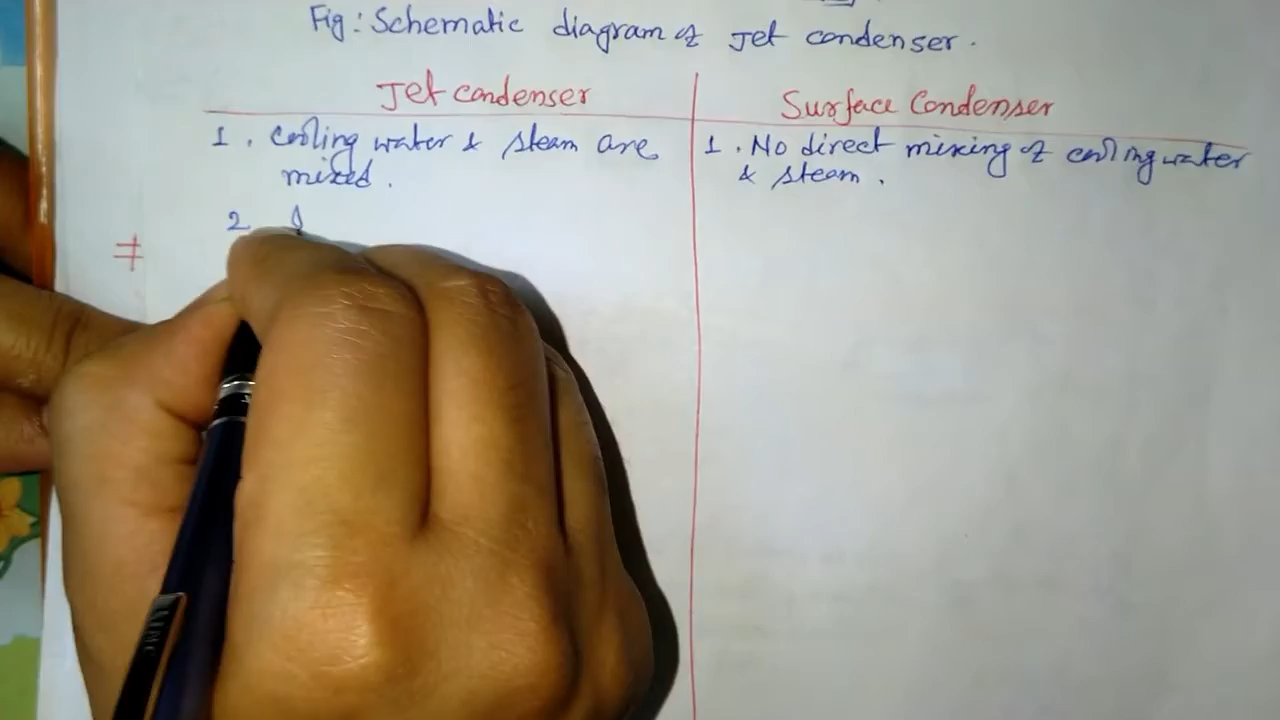 Fig: Schematic diagram of Jet condenser.
Jet condenser
Surface Condenser
1. Cooling water & steam are
mixed.
1. No direct mixing of cooling water
& steam.
2
≠